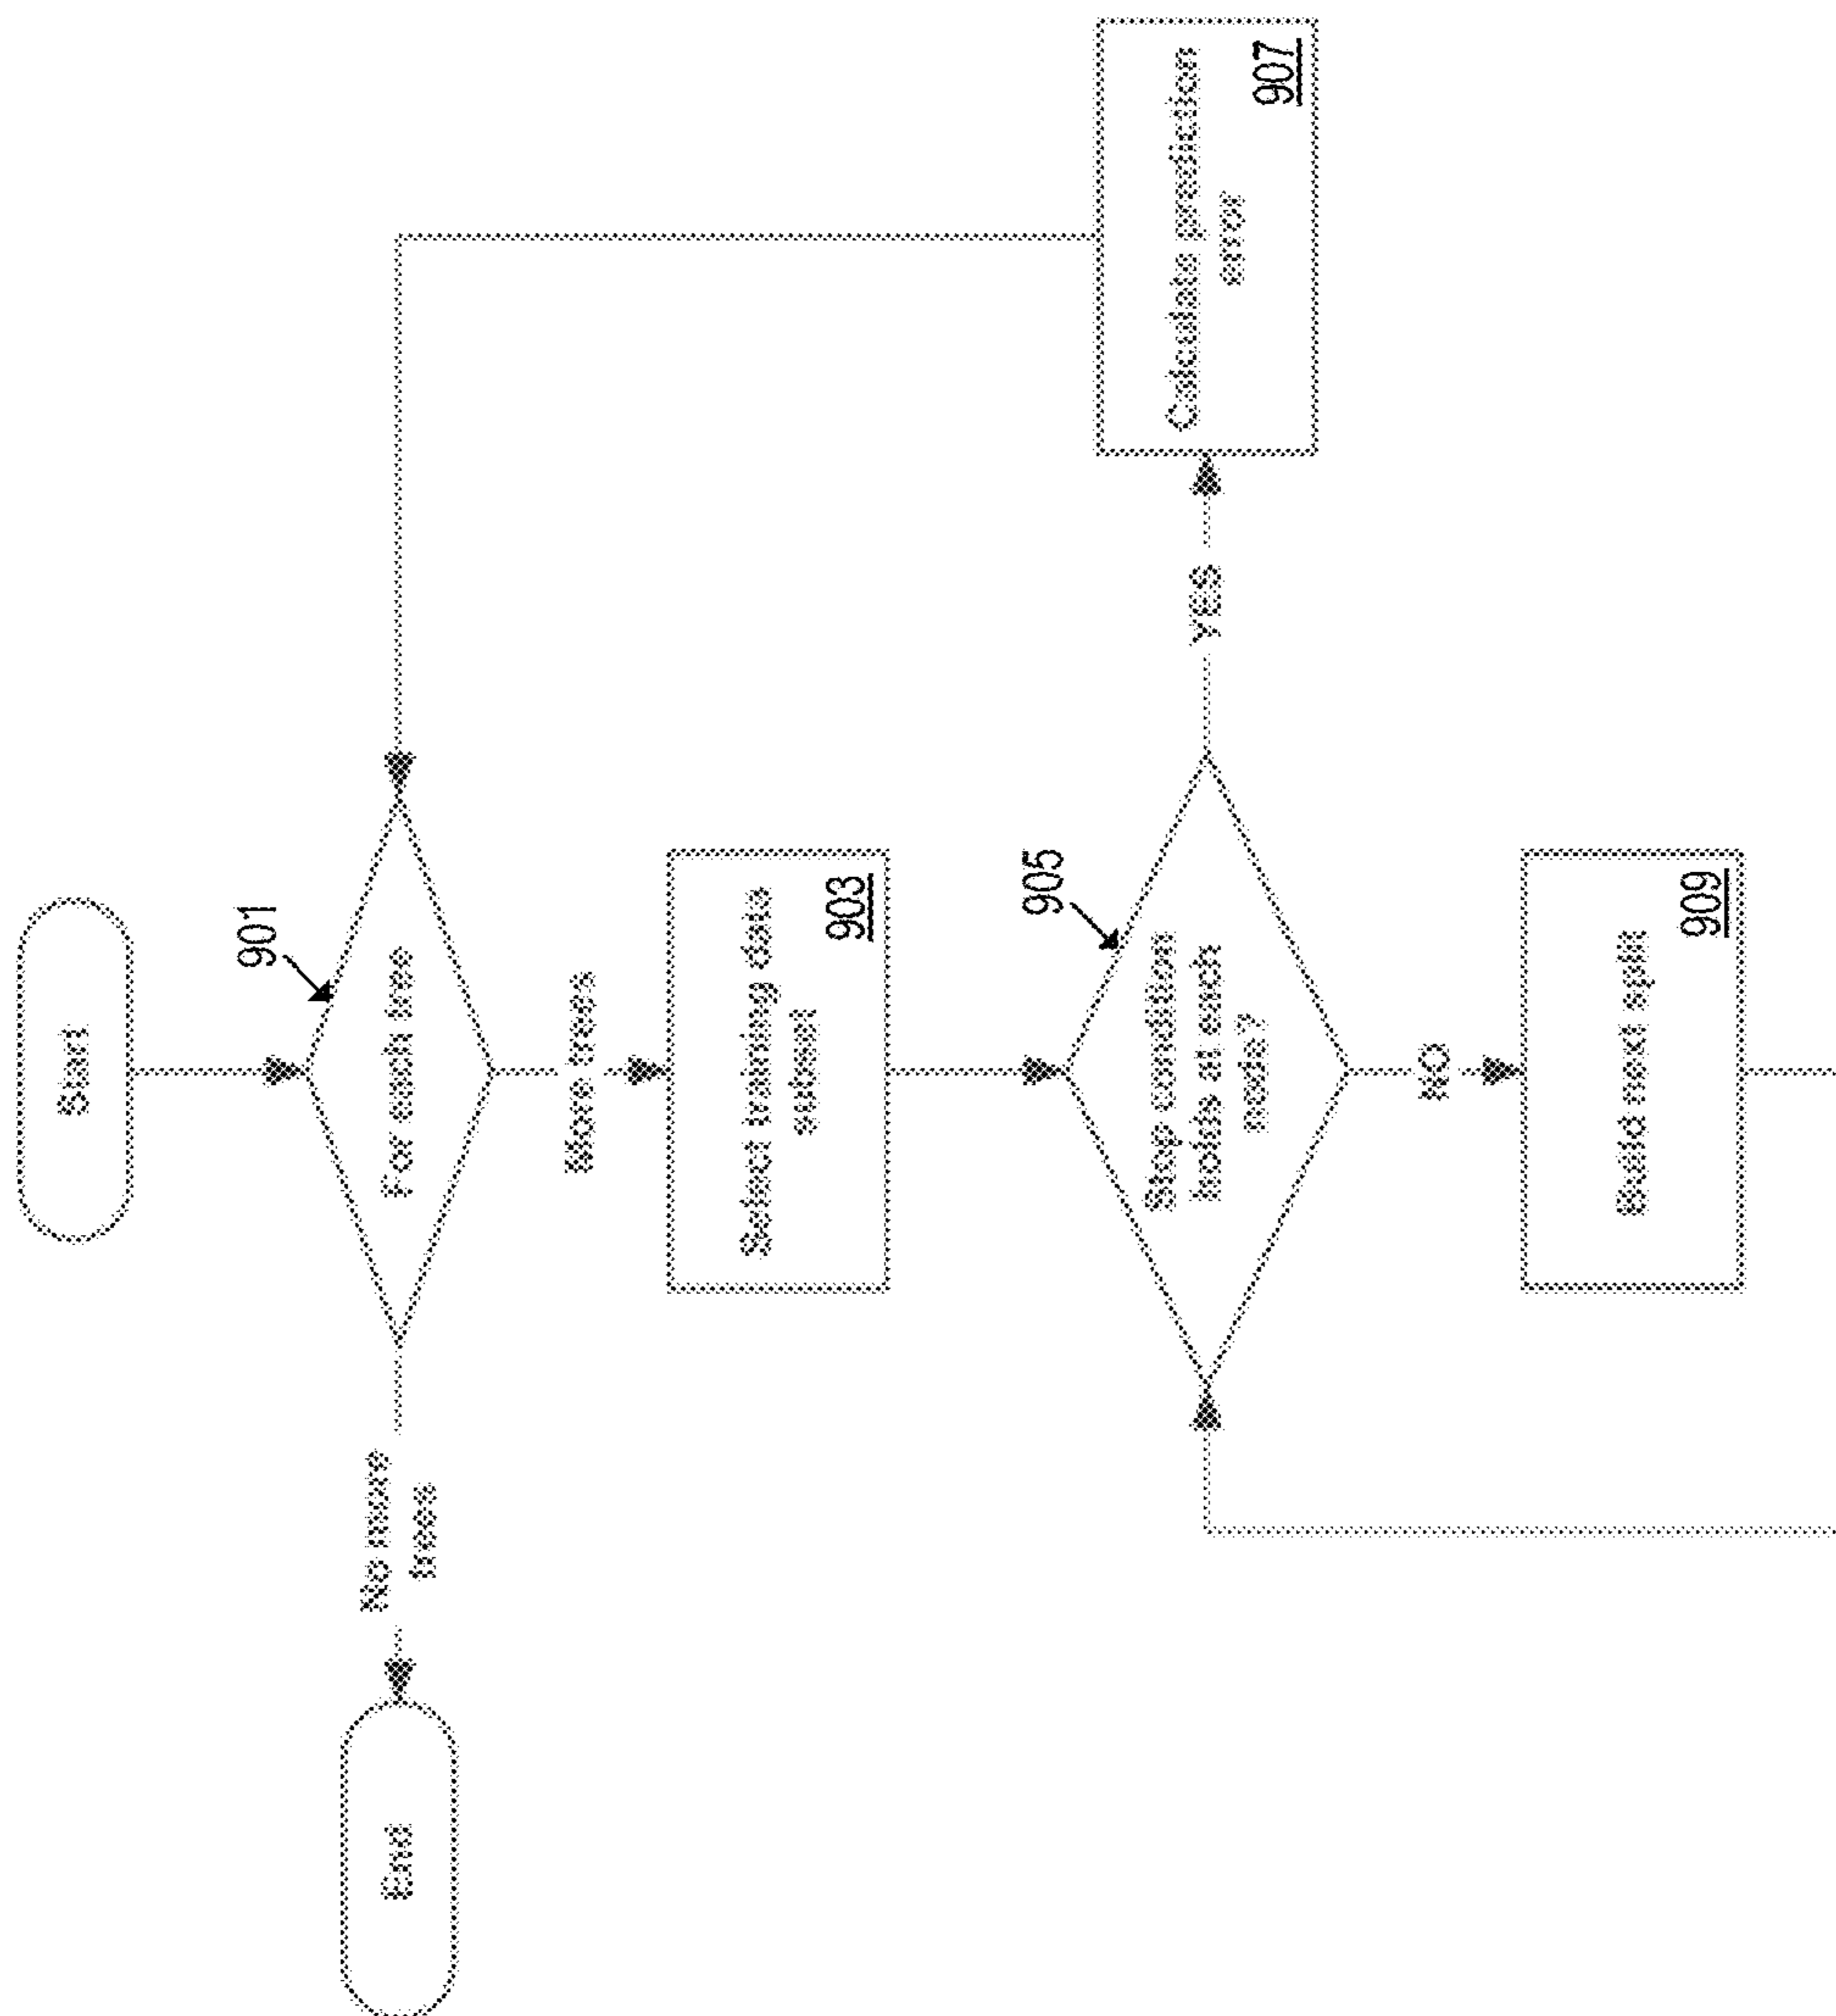 Start
901
For each tree
No more
trees
End
More trees
Select training data
subset
903
905
Stop condition
holds at each
node?
YES
Calculate prediction
error
907
NO
Build next split
909